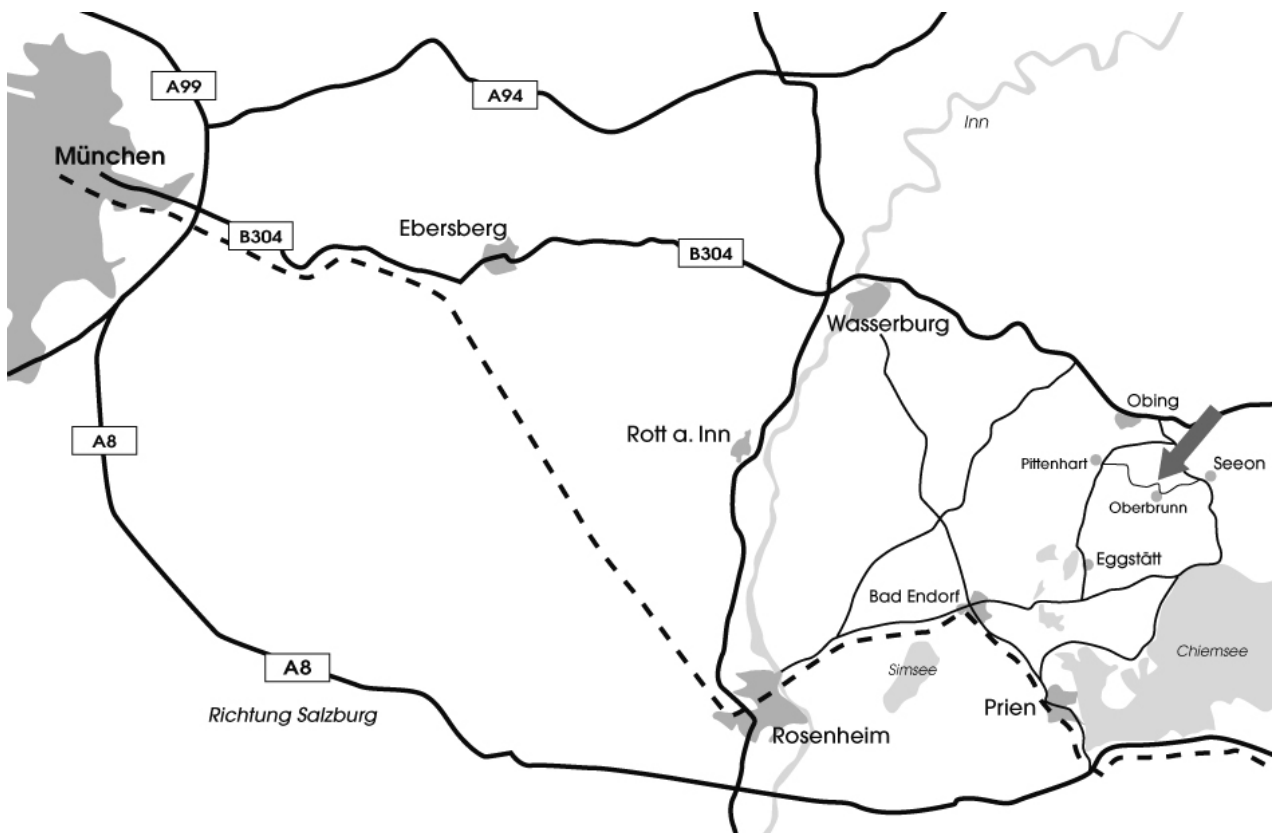 A99
A94
Inn
München
B304
Ebersberg
B304
Wasserburg
Obing
Rott a. Inn
A8
Pittenhart
Seeon
Oberbrunn
Eggstätt
Bad Endorf
Chiemsee
A8
Simsee
Richtung Salzburg
Prien
Rosenheim